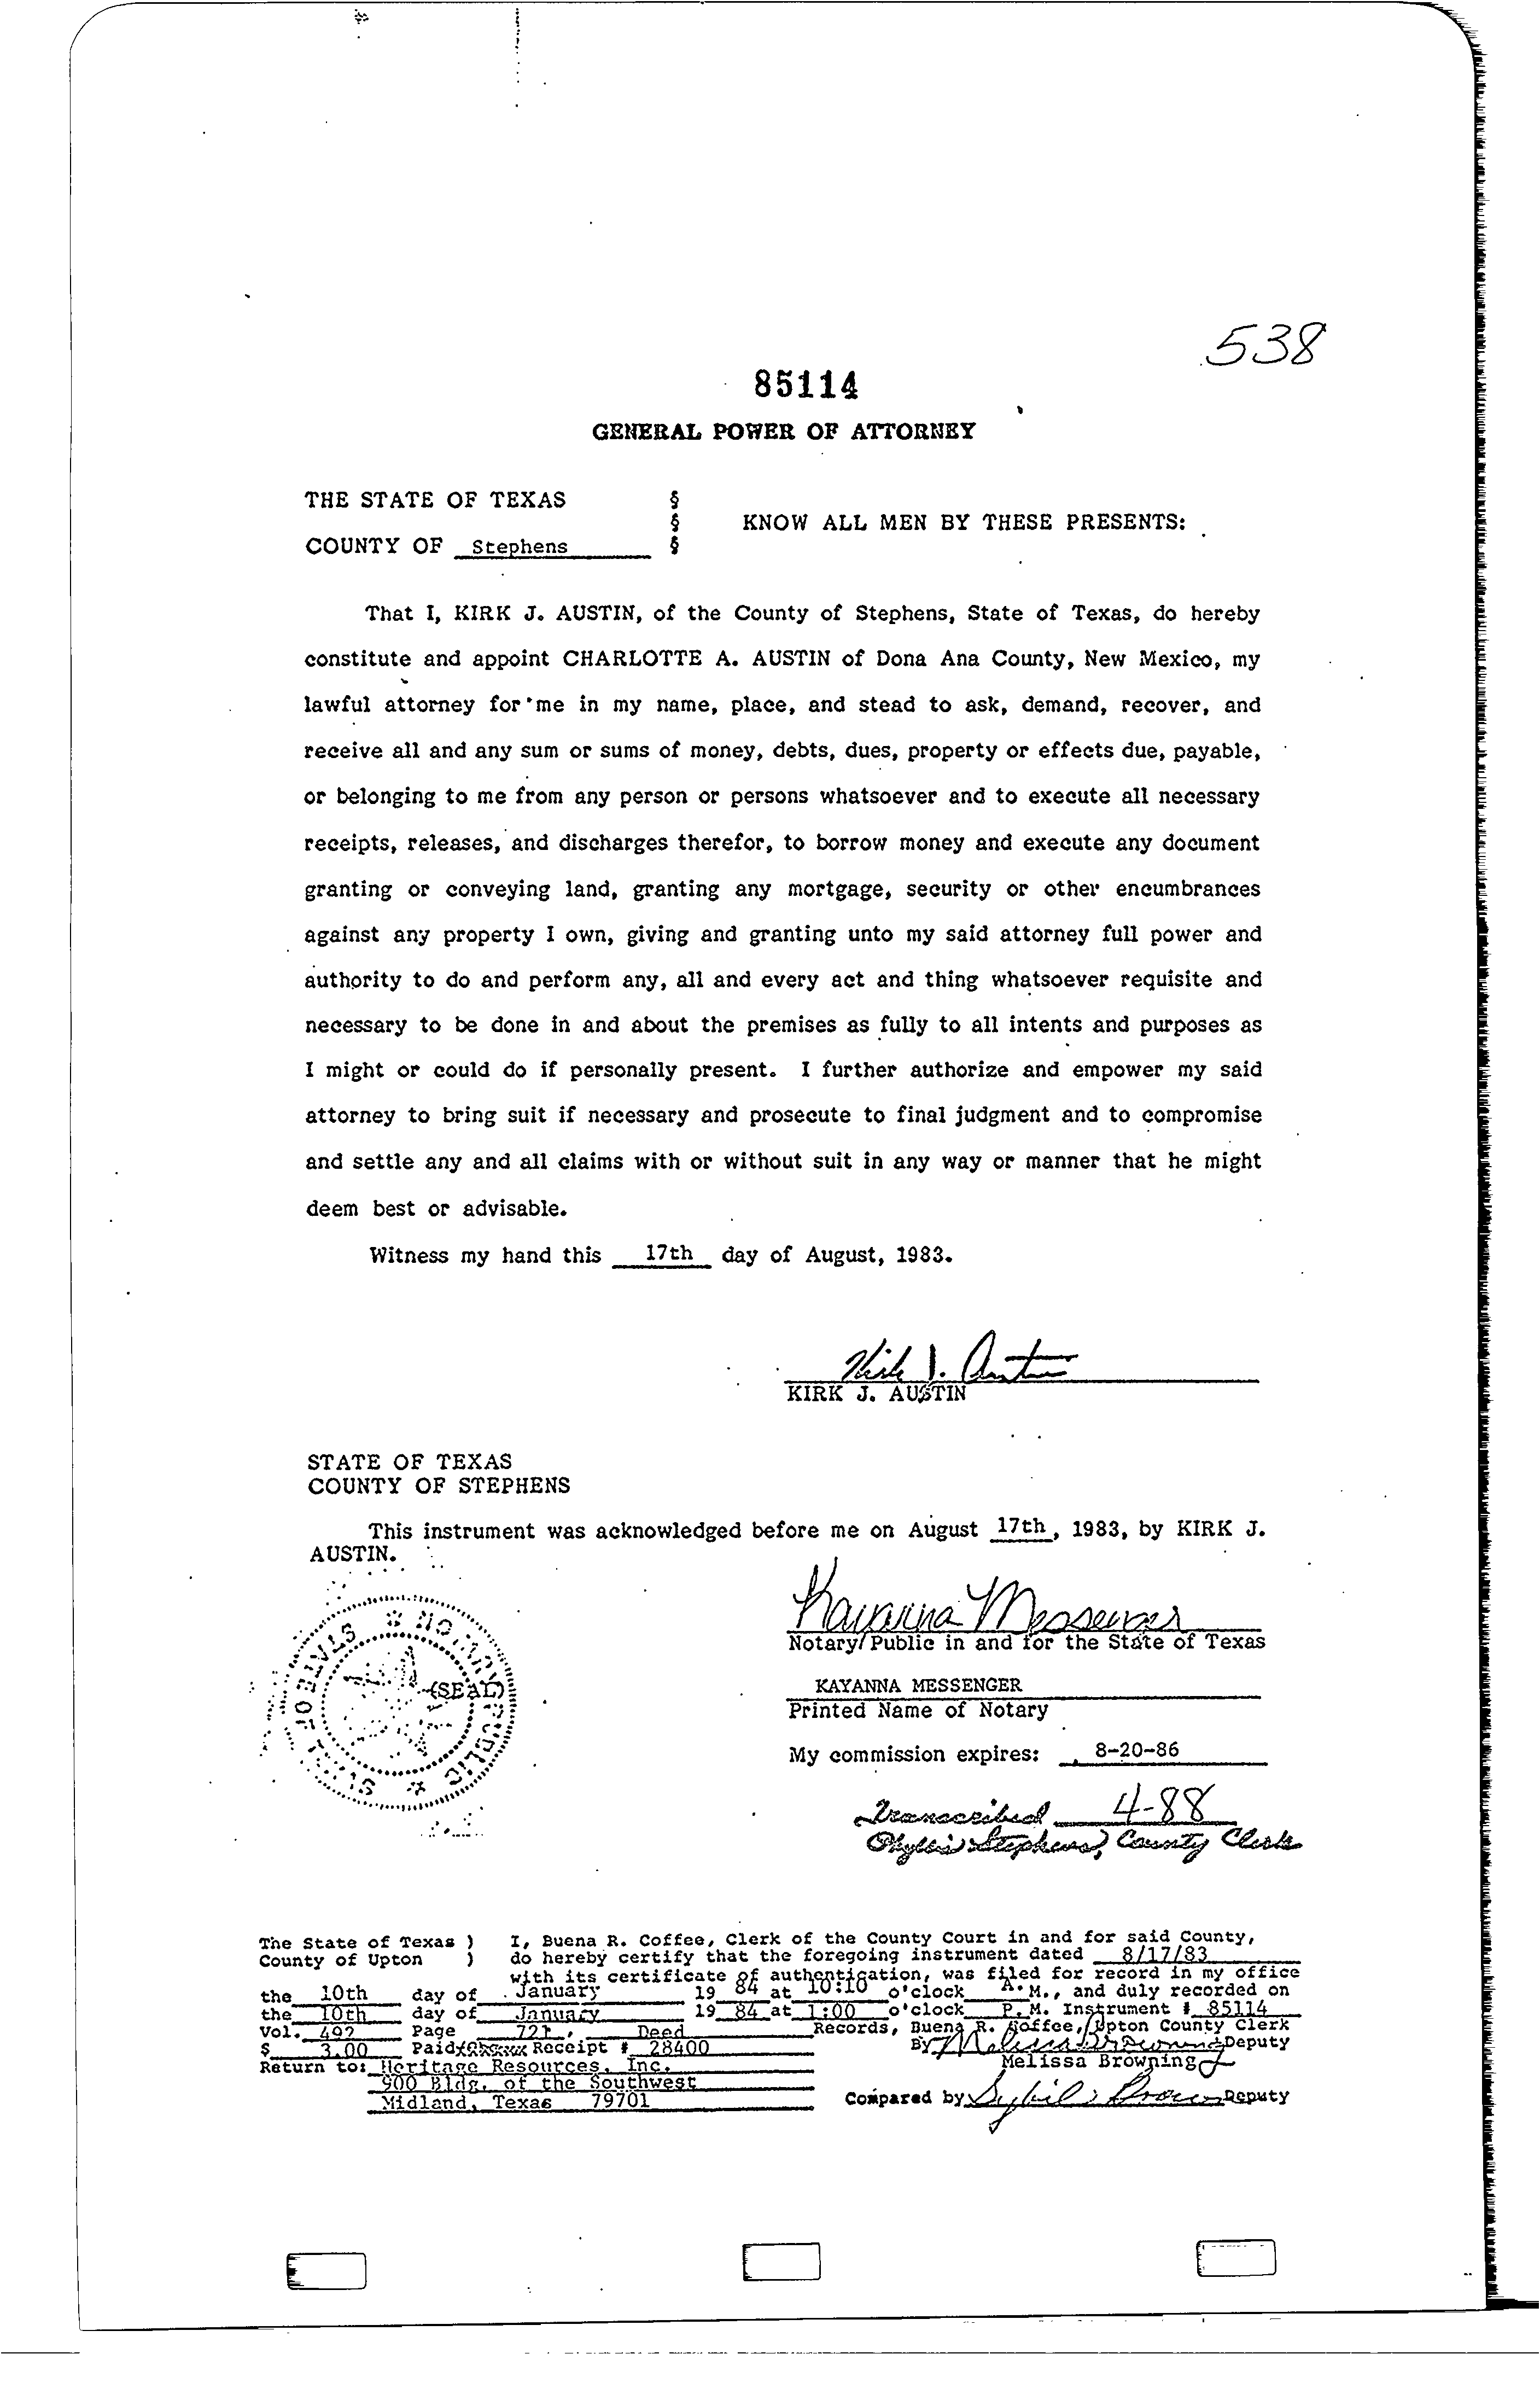 538
85114
GENERAL POWER OF ATTORNEY
THE STATE OF TEXAS §
§ KNOW ALL MEN BY THESE PRESENTS:
COUNTY OF Stephens §
That I, KIRK J. AUSTIN, of the County of Stephens, State of Texas, do hereby
constitute and appoint CHARLOTTE A. AUSTIN of Dona Ana County, New Mexico, my
lawful attorney for me in my name, place, and stead to ask, demand, recover, and
receive all and any sum or sums of money, debts, dues, property or effects due, payable,
or belonging to me from any person or persons whatsoever and to execute all necessary
receipts, releases, and discharges therefor, to borrow money and execute any document
granting or conveying land, granting any mortgage, security or other encumbrances
against any property I own, giving and granting unto my said attorney full power and
authority to do and perform any, all and every act and thing whatsoever requisite and
necessary to be done in and about the premises as fully to all intents and purposes as
I might or could do if personally present. I further authorize and empower my said
attorney to bring suit if necessary and prosecute to final judgment and to compromise
and settle any and all claims with or without suit in any way or manner that he might
deem best or advisable.
Witness my hand this 17th day of August, 1983.
Kirk J. Austin
KIRK J. AUSTIN
STATE OF TEXAS
COUNTY OF STEPHENS
This instrument was acknowledged before me on August 17th, 1983, by KIRK J.
AUSTIN.
Kayanna Messenger
Notary Public in and for the State of Texas
(SEAL)
NOTARY PUBLIC STATE OF
KAYANNA MESSENGER
Printed Name of Notary
My commission expires: 8-20-86
Transcribed 4-88
Phyllis Stephens, County Clerk
The State of Texas ) I, Buena R. Coffee, Clerk of the County Court in and for said County,
County of Upton ) do hereby certify that the foregoing instrument dated 8/17/83
with its certificate of authentication, was filed for record in my office
the 10th day of January 19 84 at 10:10 o'clock A.M., and duly recorded on
the 10th day of January 19 84 at 1:00 o'clock P.M. Instrument # 85114
Vol. 492 Page 721, Deed Records, Buena R. Coffee, Upton County Clerk
$ 3.00 Paid Receipt # 28400 By Melissa Browning Deputy
Return to: Heritage Resources, Inc. Melissa Browning
900 Bldg. of the Southwest
Midland, Texas 79701 Compared by Sybil Deputy